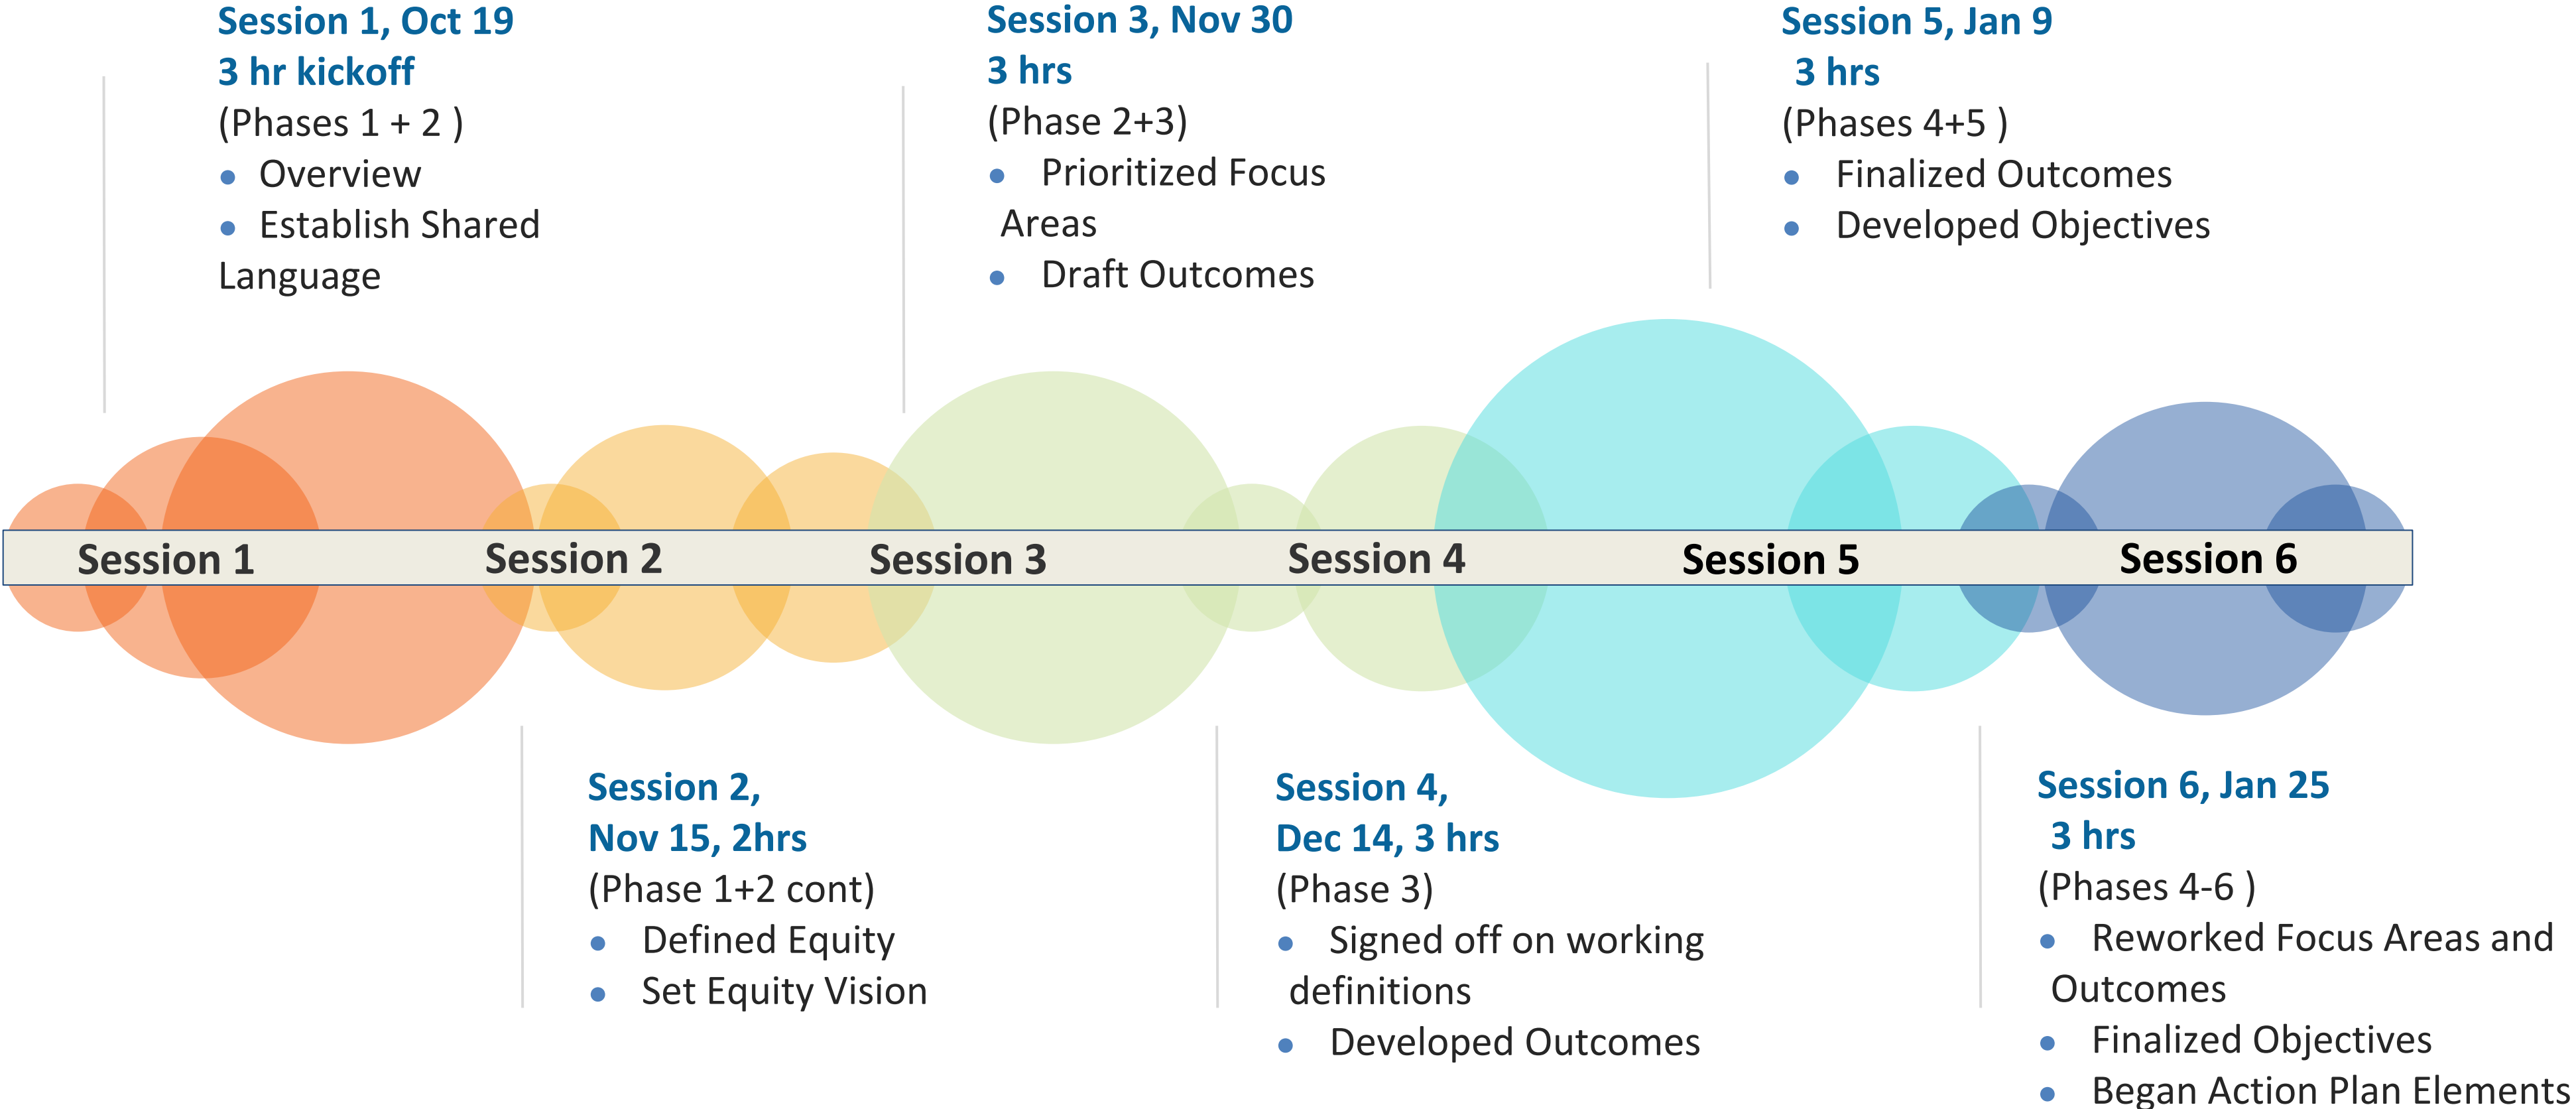 Session 1, Oct 19
3 hr kickoff
(Phases 1 + 2 )
• Overview
• Establish Shared
Language
Session 3, Nov 30
3 hrs
(Phase 2+3)
• Prioritized Focus
Areas
• Draft Outcomes
Session 5, Jan 9
3 hrs
(Phases 4+5 )
• Finalized Outcomes
• Developed Objectives
Session 1
Session 2
Session 3
Session 4
Session 5
Session 6
Session 2,
Nov 15, 2hrs
(Phase 1+2 cont)
• Defined Equity
• Set Equity Vision
Session 4,
Dec 14, 3 hrs
(Phase 3)
• Signed off on working
definitions
• Developed Outcomes
Session 6, Jan 25
3 hrs
(Phases 4-6 )
• Reworked Focus Areas and
Outcomes
• Finalized Objectives
• Began Action Plan Elements